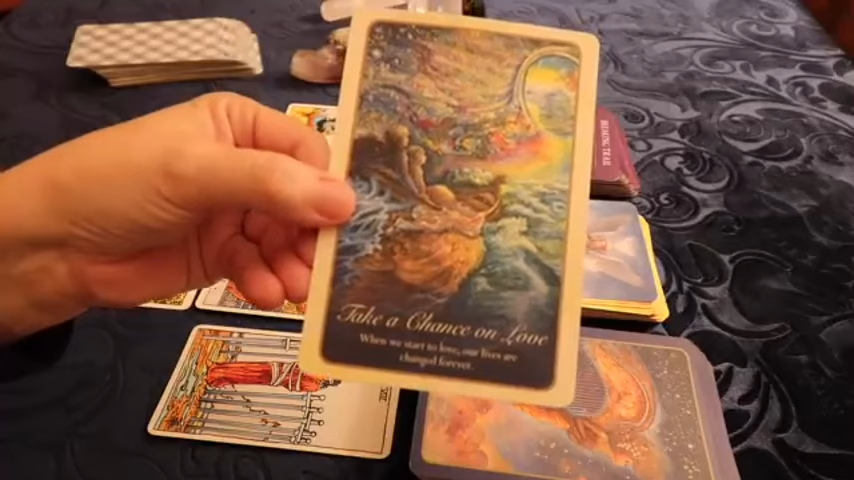 Take a Chance on Love
When we start to love, our lives are
changed forever.